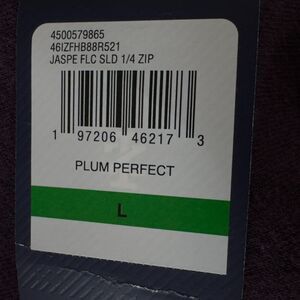 4500579865
46IZFHB88R521
JASPE FLC SLD 1/4 ZIP
1 97206 46217 3
PLUM PERFECT
L